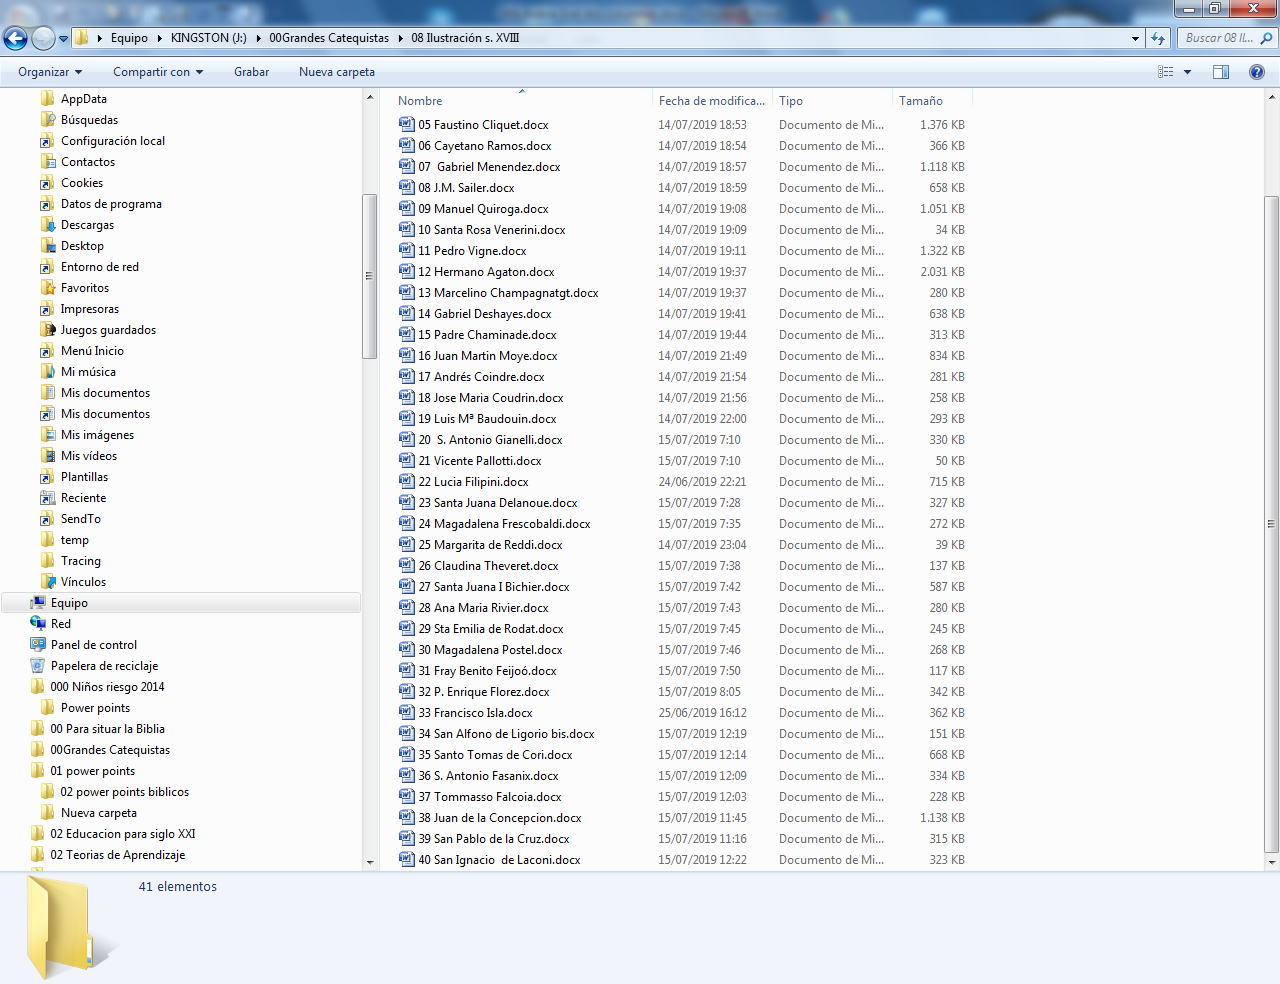 Equipo KINGSTON (J:) 00Grandes Catequistas 08 Ilustración s. XVIII Buscar 08 Il...
Organizar Compartir con Grabar Nueva carpeta
AppData
Búsquedas
Configuración local
Contactos
Cookies
Datos de programa
Descargas
Desktop
Entorno de red
Favoritos
Impresoras
Juegos guardados
Menú Inicio
Mi música
Mis documentos
Mis documentos
Mis imágenes
Mis vídeos
Plantillas
Reciente
SendTo
temp
Tracing
Vínculos
Equipo
Red
Panel de control
Papelera de reciclaje
000 Niños riesgo 2014
Power points
00 Para situar la Biblia
00Grandes Catequistas
01 power points
02 power points biblicos
Nueva carpeta
02 Educacion para siglo XXI
02 Teorias de Aprendizaje
Nombre Fecha de modifica... Tipo Tamaño
05 Faustino Cliquet.docx 14/07/2019 18:53 Documento de Mi... 1.376 KB
06 Cayetano Ramos.docx 14/07/2019 18:54 Documento de Mi... 366 KB
07  Gabriel Menendez.docx 14/07/2019 18:57 Documento de Mi... 1.118 KB
08 J.M. Sailer.docx 14/07/2019 18:59 Documento de Mi... 658 KB
09 Manuel Quiroga.docx 14/07/2019 19:08 Documento de Mi... 1.051 KB
10 Santa Rosa Venerini.docx 14/07/2019 19:09 Documento de Mi... 34 KB
11 Pedro Vigne.docx 14/07/2019 19:11 Documento de Mi... 1.322 KB
12 Hermano Agaton.docx 14/07/2019 19:37 Documento de Mi... 2.031 KB
13 Marcelino Champagnatgt.docx 14/07/2019 19:37 Documento de Mi... 280 KB
14 Gabriel Deshayes.docx 14/07/2019 19:41 Documento de Mi... 638 KB
15 Padre Chaminade.docx 14/07/2019 19:44 Documento de Mi... 313 KB
16 Juan Martin Moye.docx 14/07/2019 21:49 Documento de Mi... 834 KB
17 Andrés Coindre.docx 14/07/2019 21:54 Documento de Mi... 281 KB
18 Jose Maria Coudrin.docx 14/07/2019 21:56 Documento de Mi... 258 KB
19 Luis Mª Baudouin.docx 14/07/2019 22:00 Documento de Mi... 293 KB
20  S. Antonio Gianelli.docx 15/07/2019 7:10 Documento de Mi... 330 KB
21 Vicente Pallotti.docx 15/07/2019 7:10 Documento de Mi... 50 KB
22 Lucia Filipini.docx 24/06/2019 22:21 Documento de Mi... 715 KB
23 Santa Juana Delanoue.docx 15/07/2019 7:28 Documento de Mi... 327 KB
24 Magadalena Frescobaldi.docx 15/07/2019 7:35 Documento de Mi... 272 KB
25 Margarita de Reddi.docx 14/07/2019 23:04 Documento de Mi... 39 KB
26 Claudina Theveret.docx 15/07/2019 7:38 Documento de Mi... 137 KB
27 Santa Juana I Bichier.docx 15/07/2019 7:42 Documento de Mi... 587 KB
28 Ana Maria Rivier.docx 15/07/2019 7:43 Documento de Mi... 280 KB
29 Sta Emilia de Rodat.docx 15/07/2019 7:45 Documento de Mi... 245 KB
30 Magadalena Postel.docx 15/07/2019 7:46 Documento de Mi... 268 KB
31 Fray Benito Feijoó.docx 15/07/2019 7:50 Documento de Mi... 117 KB
32 P. Enrique Florez.docx 15/07/2019 8:05 Documento de Mi... 342 KB
33 Francisco Isla.docx 25/06/2019 16:12 Documento de Mi... 362 KB
34 San Alfono de Ligorio bis.docx 15/07/2019 12:19 Documento de Mi... 151 KB
35 Santo Tomas de Cori.docx 15/07/2019 12:14 Documento de Mi... 668 KB
36 S. Antonio Fasanix.docx 15/07/2019 12:09 Documento de Mi... 334 KB
37 Tommasso Falcoia.docx 15/07/2019 12:03 Documento de Mi... 228 KB
38 Juan de la Concepcion.docx 15/07/2019 11:45 Documento de Mi... 1.138 KB
39 San Pablo de la Cruz.docx 15/07/2019 11:16 Documento de Mi... 315 KB
40 San Ignacio  de Laconi.docx 15/07/2019 12:22 Documento de Mi... 323 KB
41 elementos